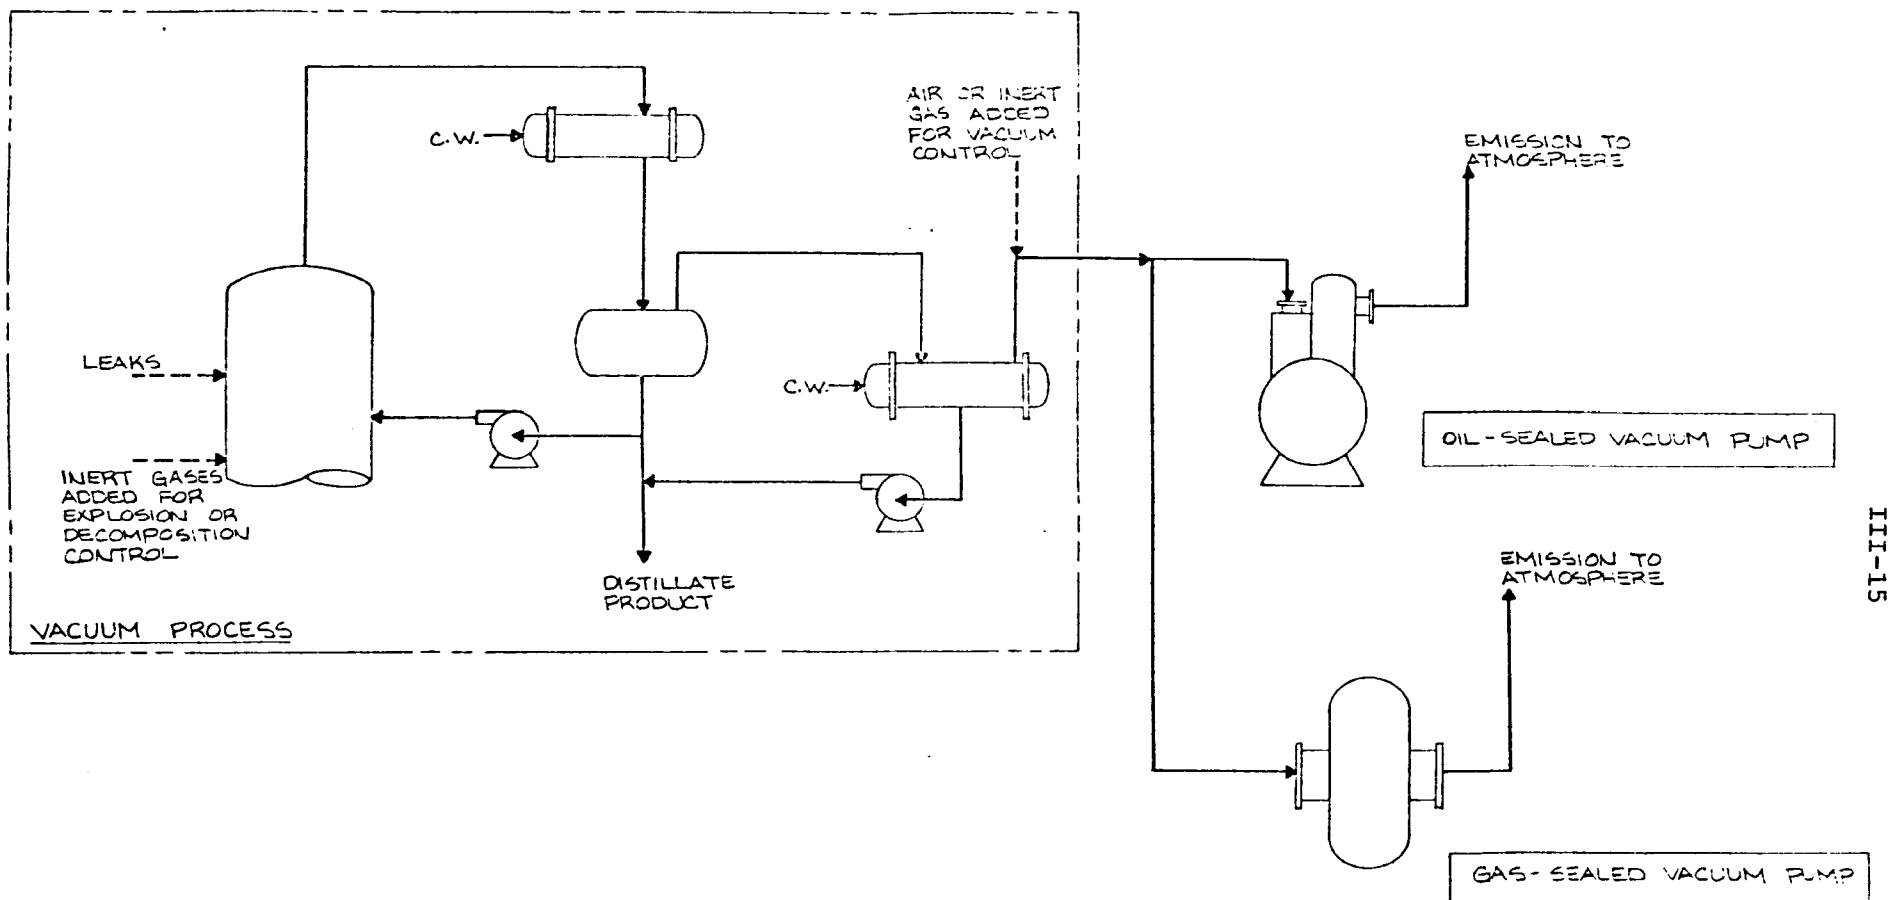 C.W.
AIR OR INERT
GAS ADDED
FOR VACUUM
CONTROL
EMISSION TO
ATMOSPHERE
LEAKS
C.W.
OIL-SEALED VACUUM PUMP
INERT GASES
ADDED FOR
EXPLOSION OR
DECOMPOSITION
CONTROL
DISTILLATE
PRODUCT
EMISSION TO
ATMOSPHERE
III-15
VACUUM PROCESS
GAS-SEALED VACUUM PUMP